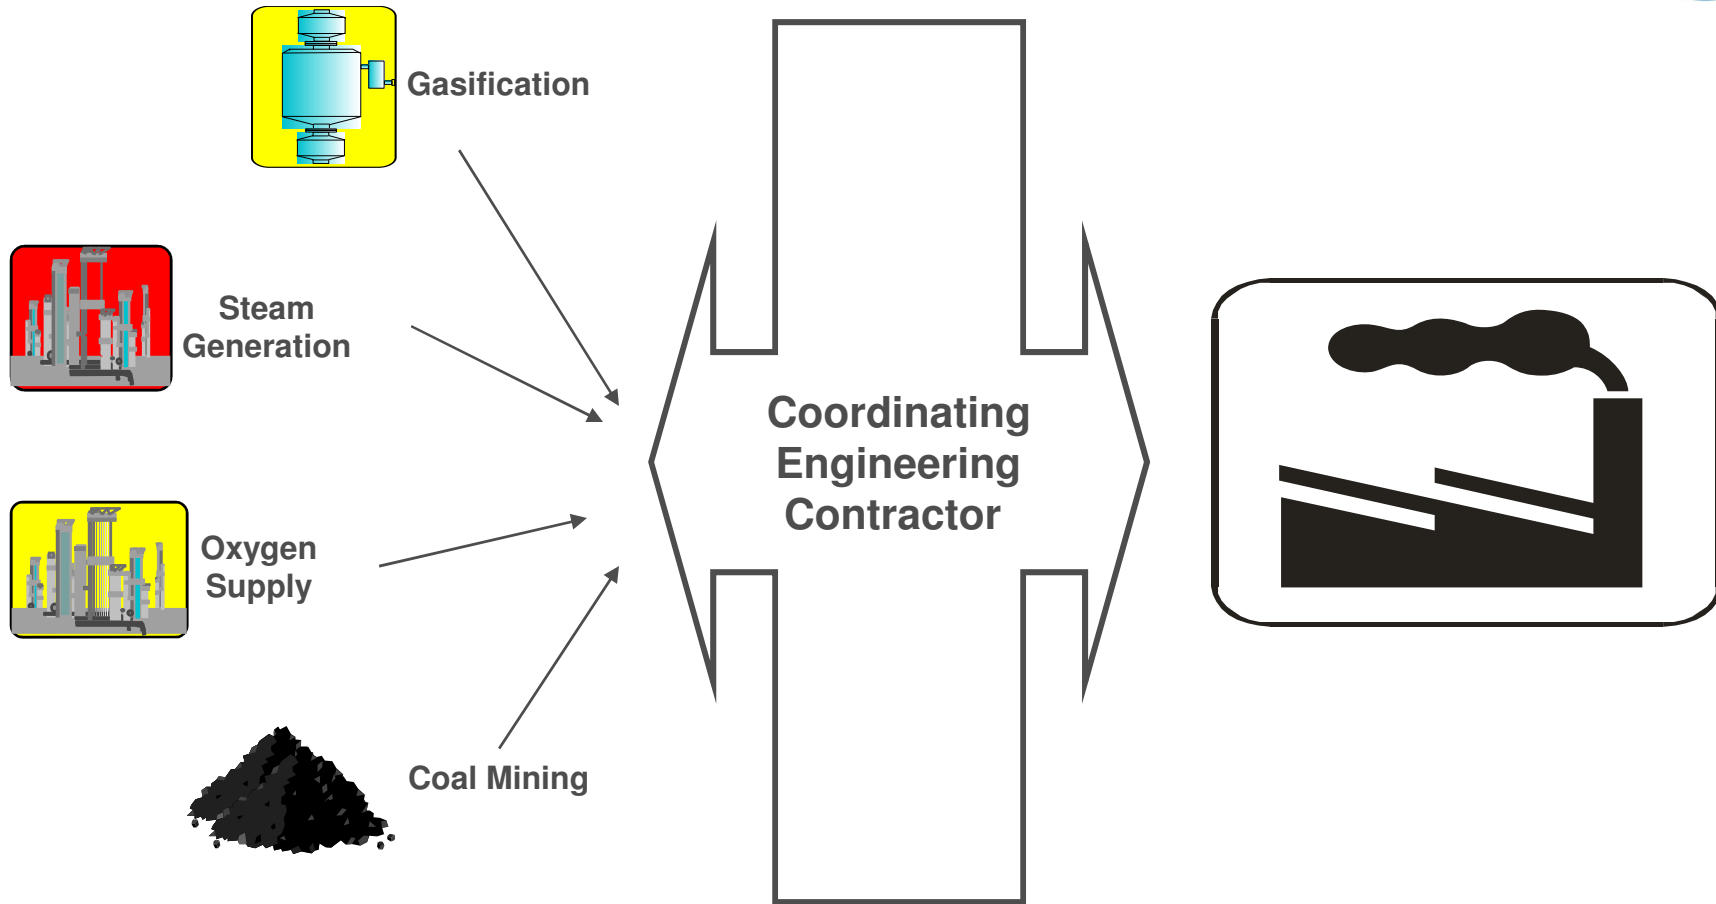 Gasification
Steam
Generation
Coordinating
Engineering
Contractor
Oxygen
Supply
Coal Mining